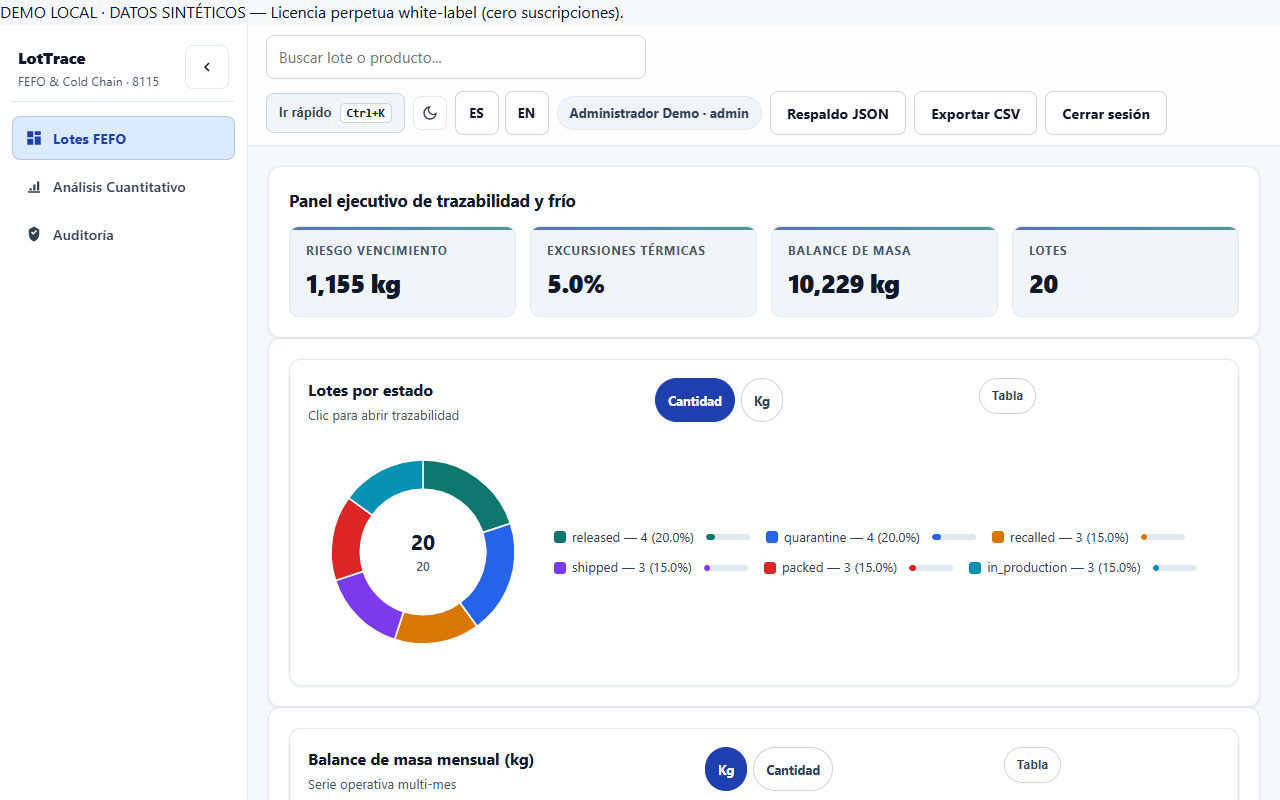 DEMO LOCAL · DATOS SINTÉTICOS — Licencia perpetua white-label (cero suscripciones).
LotTrace
FEFO & Cold Chain · 8115
Lotes FEFO
Análisis Cuantitativo
Auditoría
Buscar lote o producto...
Ir rápido Ctrl+K
ES
EN
Administrador Demo · admin
Respaldo JSON
Exportar CSV
Cerrar sesión
Panel ejecutivo de trazabilidad y frío
RIESGO VENCIMIENTO
1,155 kg
EXCURSIONES TÉRMICAS
5.0%
BALANCE DE MASA
10,229 kg
LOTES
20
Lotes por estado
Clic para abrir trazabilidad
Cantidad
Kg
Tabla
20
20
released — 4 (20.0%)
quarantine — 4 (20.0%)
recalled — 3 (15.0%)
shipped — 3 (15.0%)
packed — 3 (15.0%)
in_production — 3 (15.0%)
Balance de masa mensual (kg)
Serie operativa multi-mes
Kg
Cantidad
Tabla